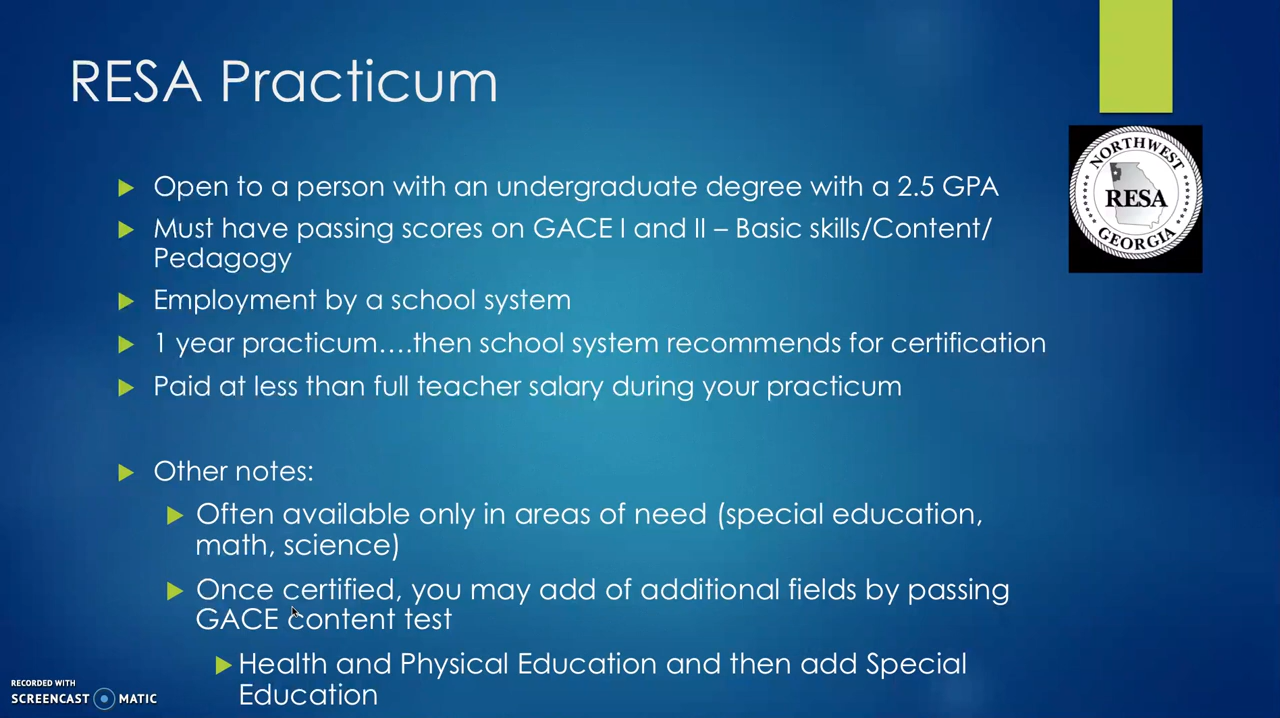 RESA Practicum
Open to a person with an undergraduate degree with a 2.5 GPA
Must have passing scores on GACE I and II – Basic skills/Content/
Pedagogy
Employment by a school system
1 year practicum….then school system recommends for certification
Paid at less than full teacher salary during your practicum
Other notes:
Often available only in areas of need (special education,
math, science)
Once certified, you may add of additional fields by passing
GACE content test
Health and Physical Education and then add Special
Education
NORTHWEST
RESA
GEORGIA
RECORDED WITH
SCREENCAST MATIC